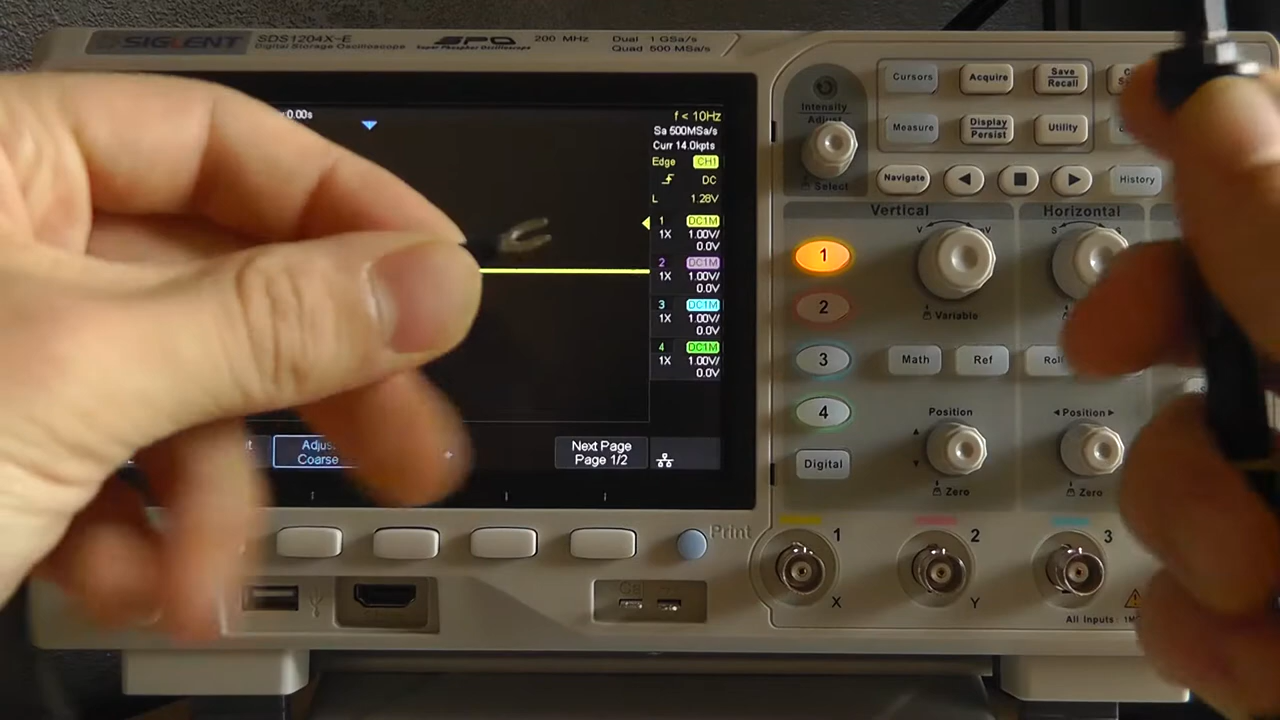 SIGLENT
SDS1204X-E
Digital Storage Oscilloscope
SPO
Super Phosphor Oscilloscope
200 MHz
Dual 1 GSa/s
Quad 500 MSa/s
0.00s
f < 10Hz
Sa 500MSa/s
Curr 14.0kpts
Edge CH1
DC
L 1.28V
1 DC1M
1X 1.00V/
0.0V
2 DC1M
1X 1.00V/
0.0V
3 DC1M
1X 1.00V/
0.0V
4 DC1M
1X 1.00V/
0.0V
Coarse
Next Page
Page 1/2
Print
Intensity
Adjust
Select
Cursors
Acquire
Save
Recall
Measure
Display
Persist
Utility
Navigate
History
Vertical
Horizontal
V
V
S
1
Variable
2
3
Math
Ref
4
Position
Position
Digital
Zero
Zero
1
2
3
X
Y
All Inputs